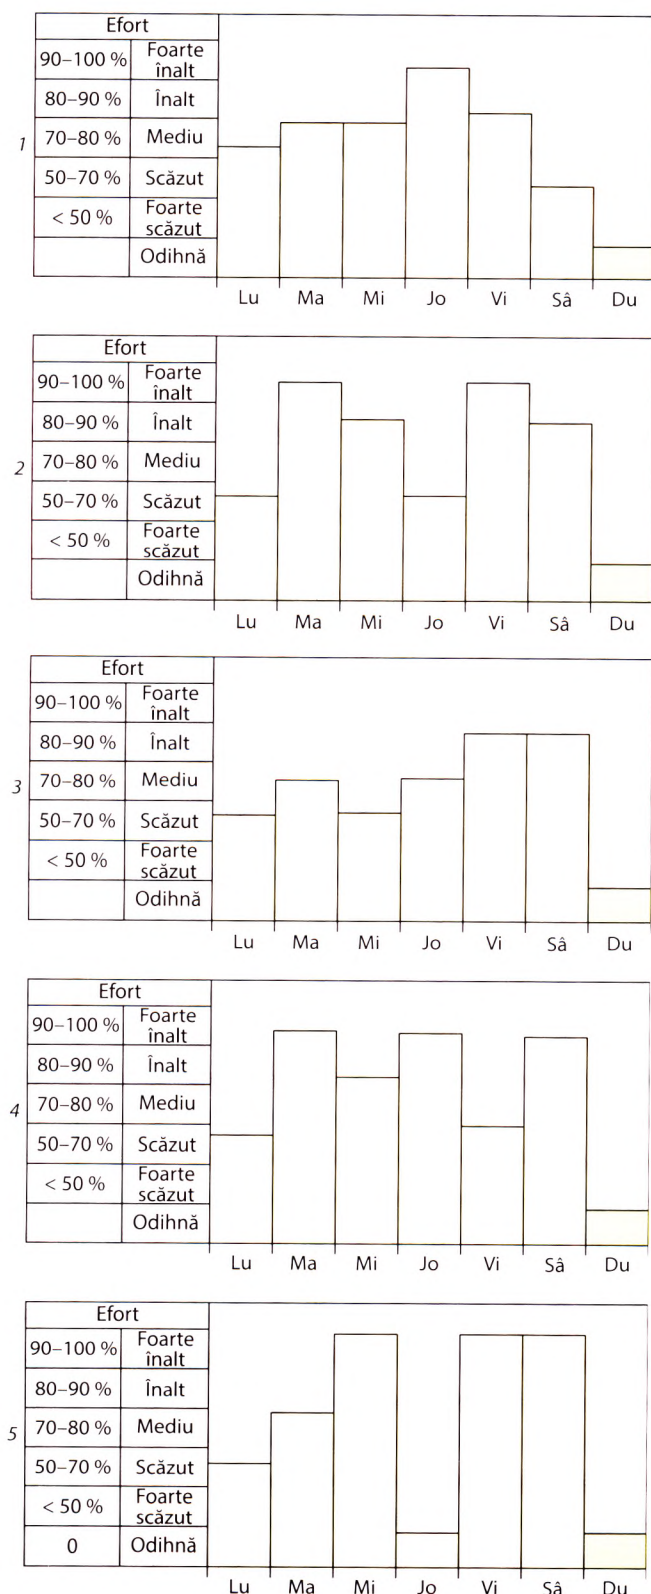 1
Efort
90–100 % Foarte înalt
80–90 % Înalt
70–80 % Mediu
50–70 % Scăzut
< 50 % Foarte scăzut
Odihnă
Lu Ma Mi Jo Vi Sâ Du
2
Efort
90–100 % Foarte înalt
80–90 % Înalt
70–80 % Mediu
50–70 % Scăzut
< 50 % Foarte scăzut
Odihnă
Lu Ma Mi Jo Vi Sâ Du
3
Efort
90–100 % Foarte înalt
80–90 % Înalt
70–80 % Mediu
50–70 % Scăzut
< 50 % Foarte scăzut
Odihnă
Lu Ma Mi Jo Vi Sâ Du
4
Efort
90–100 % Foarte înalt
80–90 % Înalt
70–80 % Mediu
50–70 % Scăzut
< 50 % Foarte scăzut
Odihnă
Lu Ma Mi Jo Vi Sâ Du
5
Efort
90–100 % Foarte înalt
80–90 % Înalt
70–80 % Mediu
50–70 % Scăzut
< 50 % Foarte scăzut
0 Odihnă
Lu Ma Mi Jo Vi Sâ Du